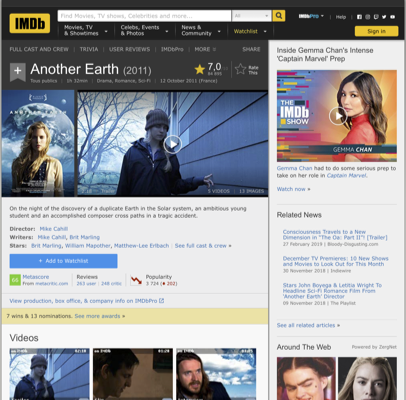 IMDb
Find Movies, TV shows, Celebrities and more...
All
IMDbPro
Help
Movies, TV & Showtimes
Celebs, Events & Photos
News & Community
Watchlist
Sign in
FULL CAST AND CREW | TRIVIA | USER REVIEWS | IMDbPro | MORE
SHARE
Another Earth (2011)
7,0
Rate This
Tous publics | 1h 32min | Drama, Romance, Sci-Fi | 12 October 2011 (France)
5 VIDEOS
13 IMAGES
On the night of the discovery of a duplicate Earth in the Solar system, an ambitious young
student and an accomplished composer cross paths in a tragic accident.
Director: Mike Cahill
Writers: Mike Cahill, Brit Marling
Stars: Brit Marling, William Mapother, Matthew-Lee Erlbach | See full cast & crew »
+ Add to Watchlist
Metascore
From metacritic.com
Reviews
263 user | 248 critic
Popularity
3 724 (202)
View production, box office, & company info on IMDbPro
7 wins & 13 nominations. See more awards »
Videos
Inside Gemma Chan's Intense
'Captain Marvel' Prep
THE
IMDb
SHOW
GEMMA CHAN
Gemma Chan had to do some serious prep to
take on her role in Captain Marvel.
Watch now »
Related News
Consciousness Travels to a New
Dimension in "The Oa: Part II"! [Trailer]
27 February 2019 | Bloody-Disgusting.com
December TV Premieres: 10 New Shows
and Movies to Look Out for This Month
30 November 2018 | Indiewire
Stars John Boyega & Letitia Wright To
Headline Sci-Fi Romance Film From
'Another Earth' Director
09 November 2018 | Deadline
See all related articles »
Around The Web
Powered by ZergNet